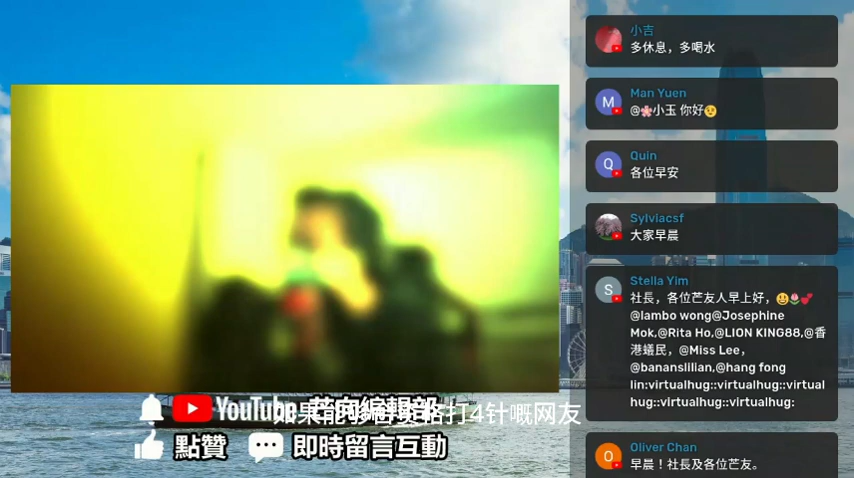 小吉
多休息，多喝水
Man Yuen
@🌸小玉 你好🤨
Quin
各位早安
Sylviacsf
大家早晨
Stella Yim
社長，各位芒友人早上好，😃🌷💕
@lambo wong@Josephine
Mok,@Rita Ho,@LION KING88,@香
港蟻民，@Miss Lee，
@bananslilian,@hang fong
lin:virtualhug::virtualhug::virtual
hug::virtualhug::virtualhug:
Oliver Chan
早晨！社長及各位芒友。
YouTube
打4针嘅网友
點贊
即時留言互動